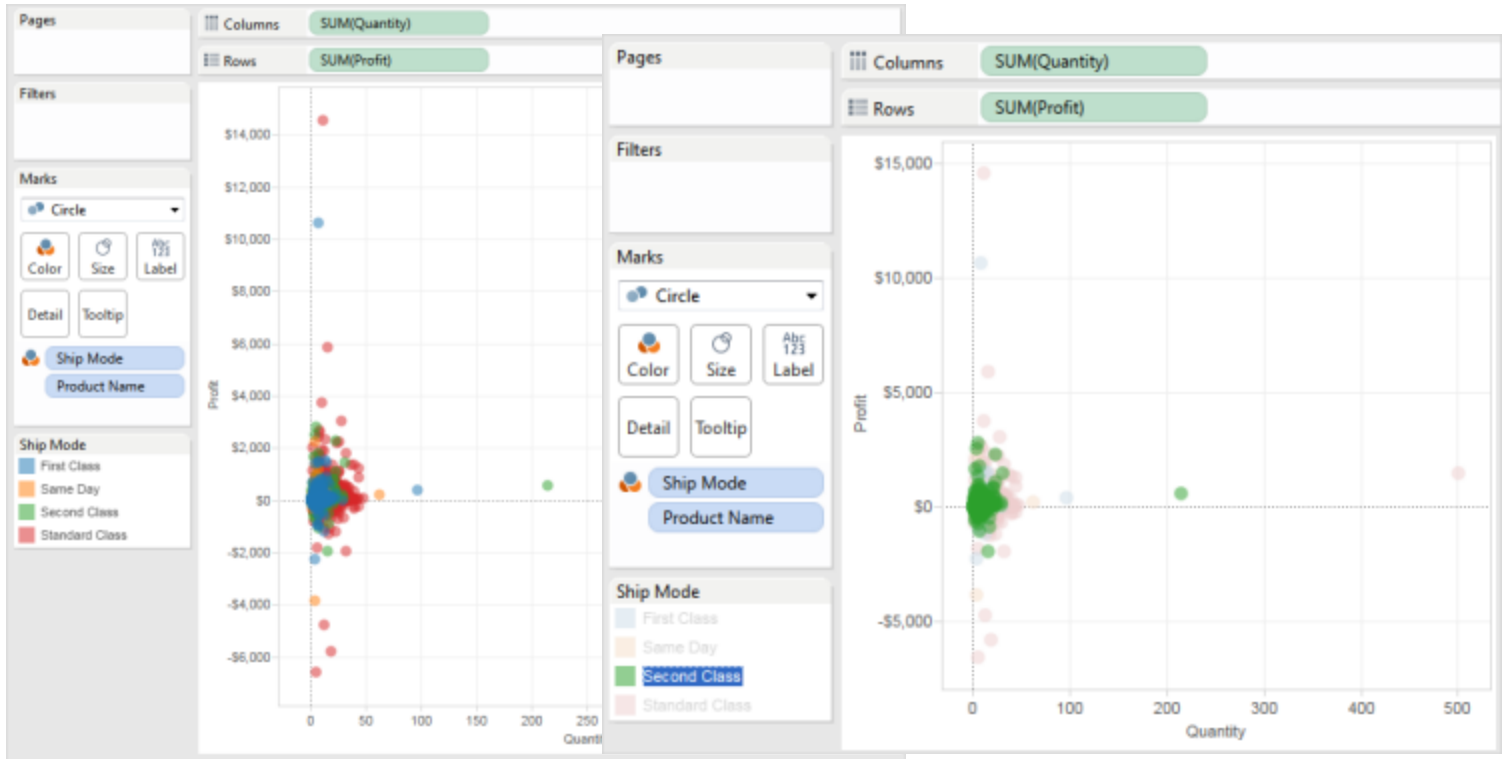 Pages
Columns SUM(Quantity)
Rows SUM(Profit)
Filters
Marks
Circle
Color Size Abc 123 Label
Detail Tooltip
Ship Mode
Product Name
Ship Mode
First Class
Same Day
Second Class
Standard Class
$14,000
$12,000
$10,000
$8,000
$6,000
$4,000
$2,000
$0
-$2,000
-$4,000
-$6,000
Profit
0 50 100 150 200 250
Quanti
Pages
Columns SUM(Quantity)
Rows SUM(Profit)
Filters
Marks
Circle
Color Size Abc 123 Label
Detail Tooltip
Ship Mode
Product Name
Ship Mode
First Class
Same Day
Second Class
Standard Class
$15,000
$10,000
$5,000
$0
-$5,000
Profit
0 100 200 300 400 500
Quantity